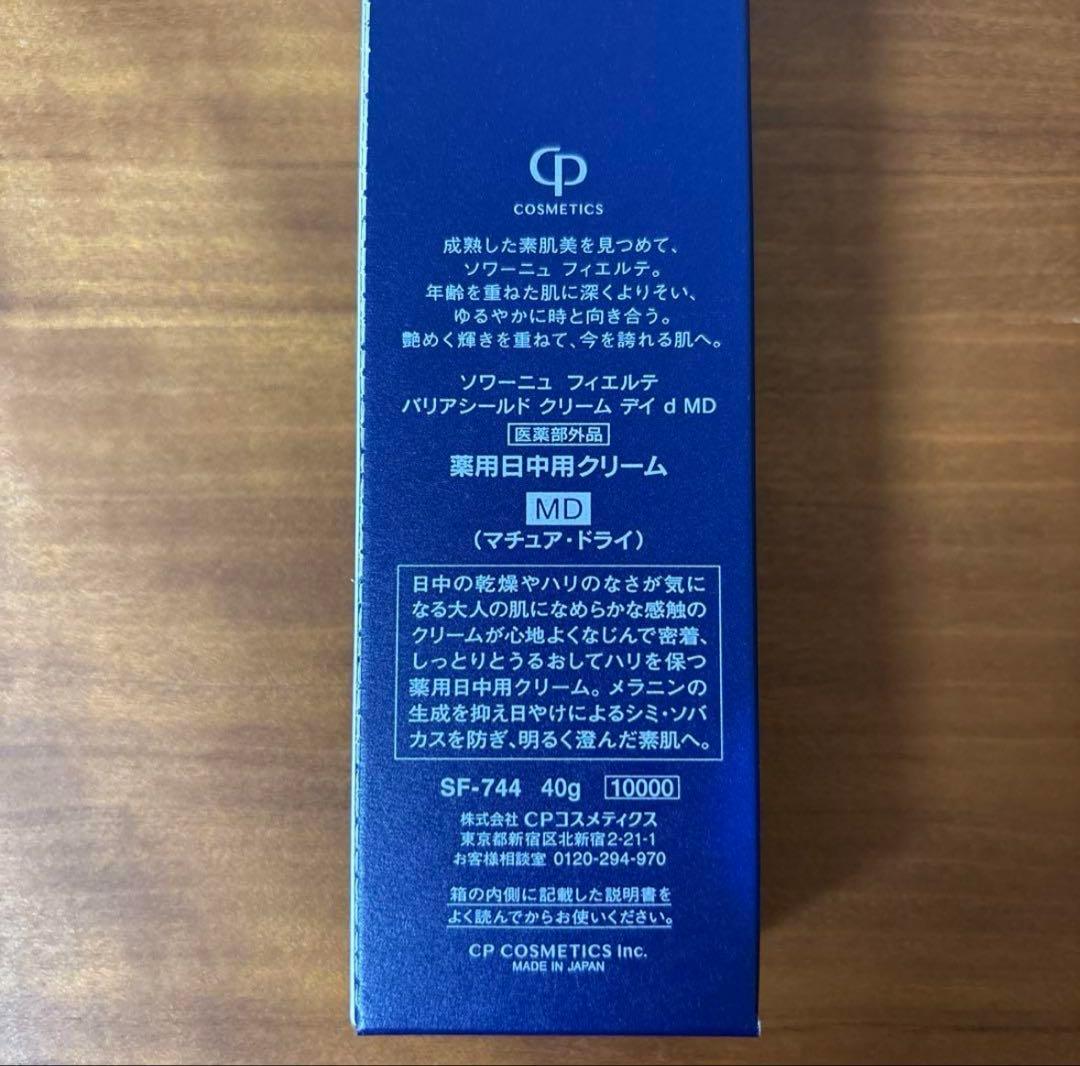 CP
COSMETICS
成熟した素肌美を見つめて、
ソワーニュ フィエルテ。
年齢を重ねた肌に深くよりそい、
ゆるやかに時と向き合う。
艶めく輝きを重ねて、今を誇れる肌へ。
ソワーニュ フィエルテ
バリアシールド クリーム デイ d MD
医薬部外品
薬用日中用クリーム
MD
(マチュア・ドライ)
日中の乾燥やハリのなさが気に
なる大人の肌になめらかな感触の
クリームが心地よくなじんで密着、
しっとりとうるおしてハリを保つ
薬用日中用クリーム。メラニンの
生成を抑え日やけによるシミ・ソバ
カスを防ぎ、明るく澄んだ素肌へ。
SF-744 40g 10000
株式会社 CPコスメティクス
東京都新宿区北新宿2-21-1
お客様相談室 0120-294-970
箱の内側に記載した説明書を
よく読んでからお使いください。
CP COSMETICS Inc.
MADE IN JAPAN